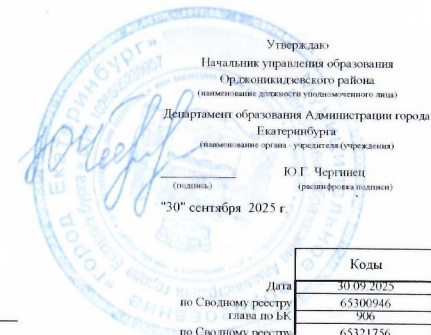 Утверждаю
Начальник управления образования
Орджоникидзевского района
(наименование должности уполномоченного лица)
Департамент образования Администрации города
Екатеринбурга
(наименование органа - учредителя (учреждения)
Ю.Г. Чергинец
(подпись) (расшифровка подписи)
"30" сентября 2025 г.
Коды
Дата 30.09.2025
по Сводному реестру 65300946
глава по БК 906
по Сводному реестру 65321756